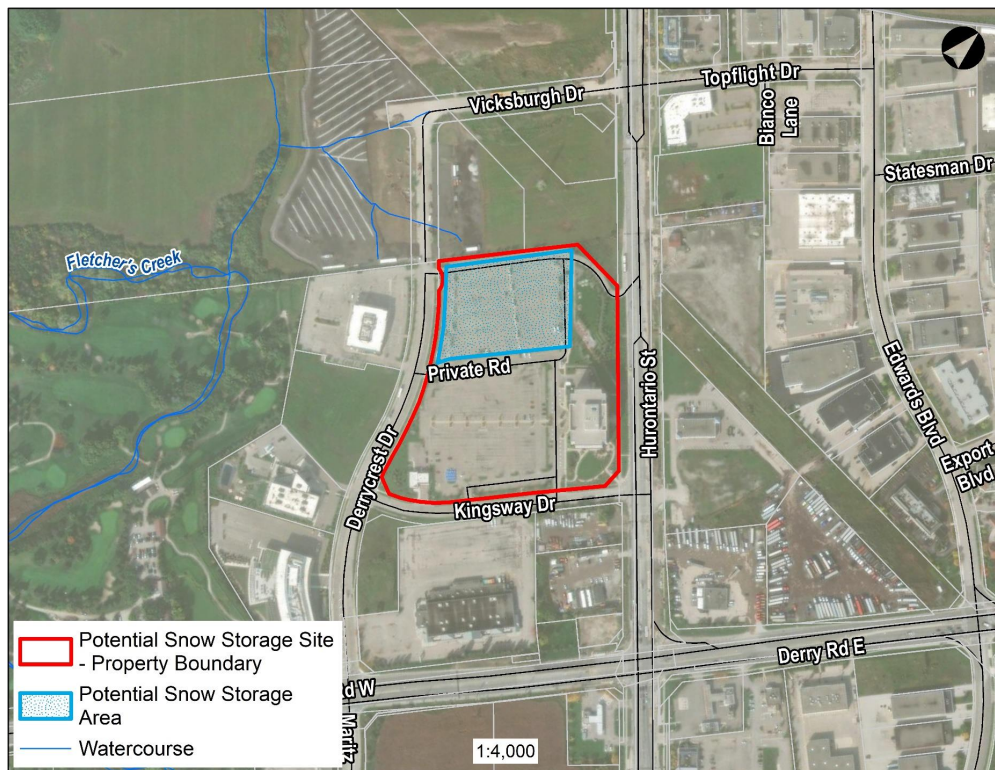 Topflight Dr
Vicksburgh Dr
Bianco
Lane
Statesman Dr
Fletcher's Creek
Private Rd
Hurontario St
Edwards Blvd
Derrycrest Dr
Export
Blvd
Kingsway Dr
Derry Rd E
Potential Snow Storage Site
- Property Boundary
Potential Snow Storage
Area
Watercourse
d W
Maritz
1:4,000